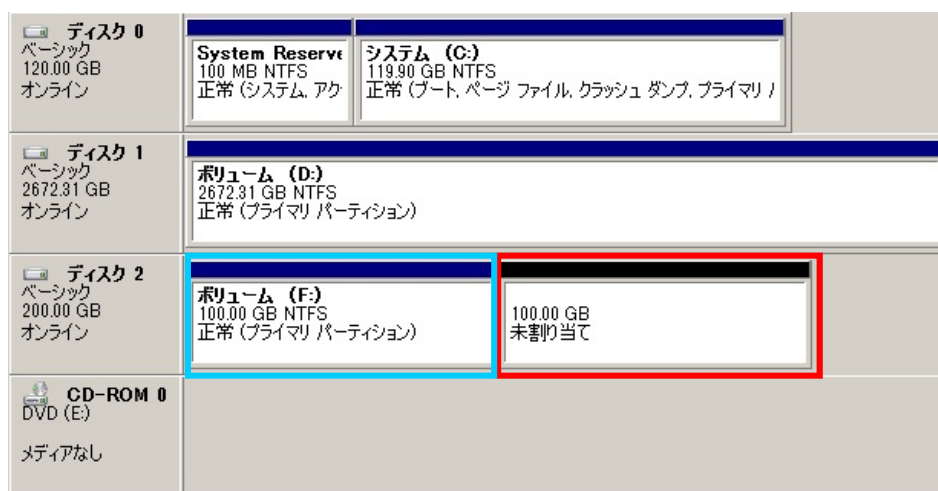 ディスク 0
ベーシック
120.00 GB
オンライン
System Reserve
100 MB NTFS
正常 (システム, アク
システム (C:)
119.90 GB NTFS
正常 (ブート, ページ ファイル, クラッシュ ダンプ, プライマリ パ
ディスク 1
ベーシック
2672.31 GB
オンライン
ボリューム (D:)
2672.31 GB NTFS
正常 (プライマリ パーティション)
ディスク 2
ベーシック
200.00 GB
オンライン
ボリューム (F:)
100.00 GB NTFS
正常 (プライマリ パーティション)
100.00 GB
未割り当て
CD-ROM 0
DVD (E:)
メディアなし